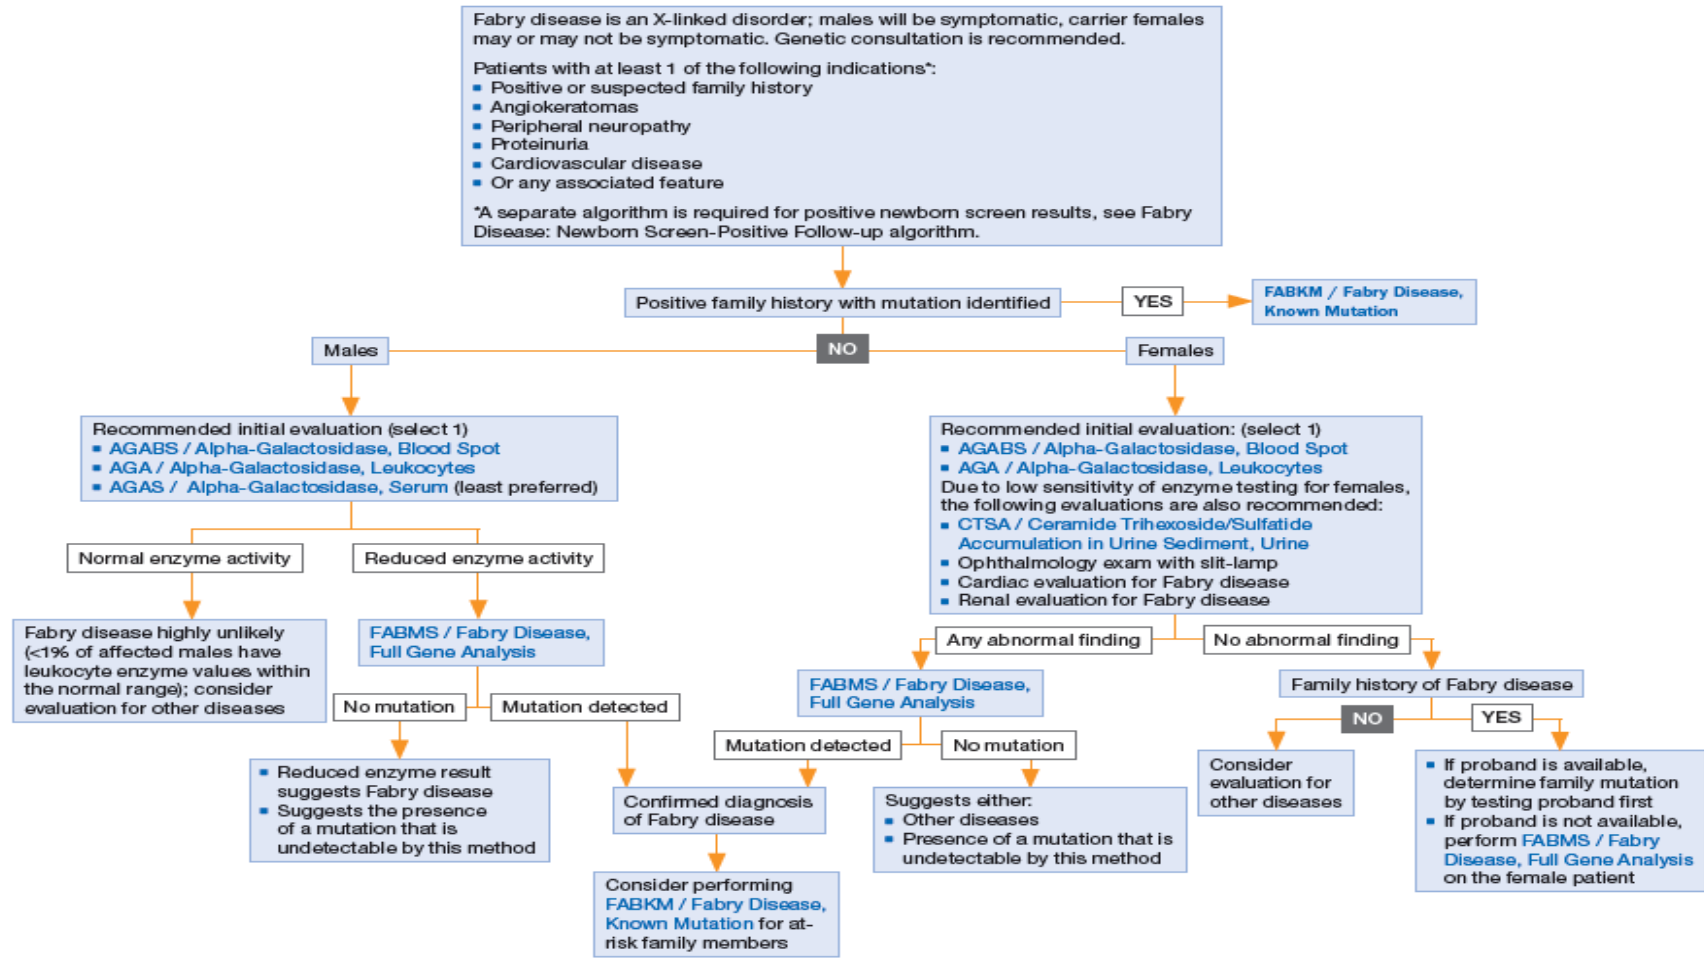 Fabry disease is an X-linked disorder; males will be symptomatic, carrier females
may or may not be symptomatic. Genetic consultation is recommended.
Patients with at least 1 of the following indications*:
Positive or suspected family history
Angiokeratomas
Peripheral neuropathy
Proteinuria
Cardiovascular disease
Or any associated feature
*A separate algorithm is required for positive newborn screen results, see Fabry
Disease: Newborn Screen-Positive Follow-up algorithm.
Positive family history with mutation identified
YES
FABKM / Fabry Disease,
Known Mutation
NO
Males
Females
Recommended initial evaluation (select 1)
AGABS / Alpha-Galactosidase, Blood Spot
AGA / Alpha-Galactosidase, Leukocytes
AGAS / Alpha-Galactosidase, Serum (least preferred)
Normal enzyme activity
Reduced enzyme activity
Fabry disease highly unlikely
(<1% of affected males have
leukocyte enzyme values within
the normal range); consider
evaluation for other diseases
FABMS / Fabry Disease,
Full Gene Analysis
No mutation
Mutation detected
Reduced enzyme result
suggests Fabry disease
Suggests the presence
of a mutation that is
undetectable by this method
Recommended initial evaluation: (select 1)
AGABS / Alpha-Galactosidase, Blood Spot
AGA / Alpha-Galactosidase, Leukocytes
Due to low sensitivity of enzyme testing for females,
the following evaluations are also recommended:
CTSA / Ceramide Trihexoside/Sulfatide
Accumulation in Urine Sediment, Urine
Ophthalmology exam with slit-lamp
Cardiac evaluation for Fabry disease
Renal evaluation for Fabry disease
Any abnormal finding
No abnormal finding
FABMS / Fabry Disease,
Full Gene Analysis
Mutation detected
No mutation
Confirmed diagnosis
of Fabry disease
Consider performing
FABKM / Fabry Disease,
Known Mutation for at-
risk family members
Suggests either:
Other diseases
Presence of a mutation that is
undetectable by this method
Family history of Fabry disease
NO
YES
Consider
evaluation for
other diseases
If proband is available,
determine family mutation
by testing proband first
If proband is not available,
perform FABMS / Fabry
Disease, Full Gene Analysis
on the female patient